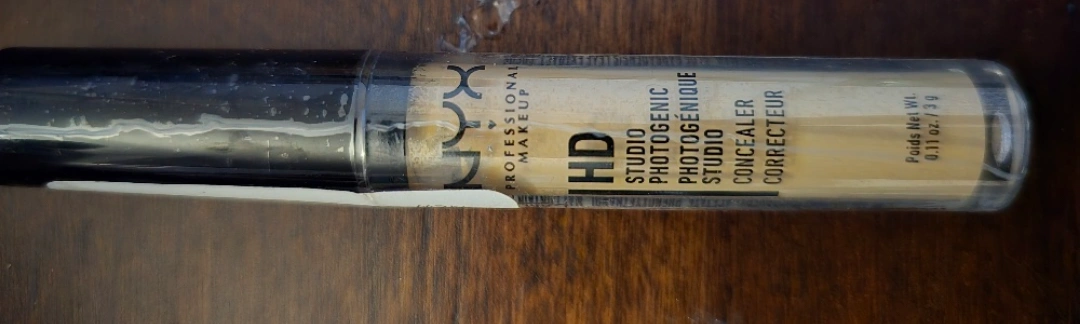 NYX
PROFESSIONAL
MAKEUP
HD
STUDIO
PHOTOGENIC
PHOTOGÉNIQUE
STUDIO
CONCEALER
CORRECTEUR
Poids Net Wt.
0.11 oz. / 3 g